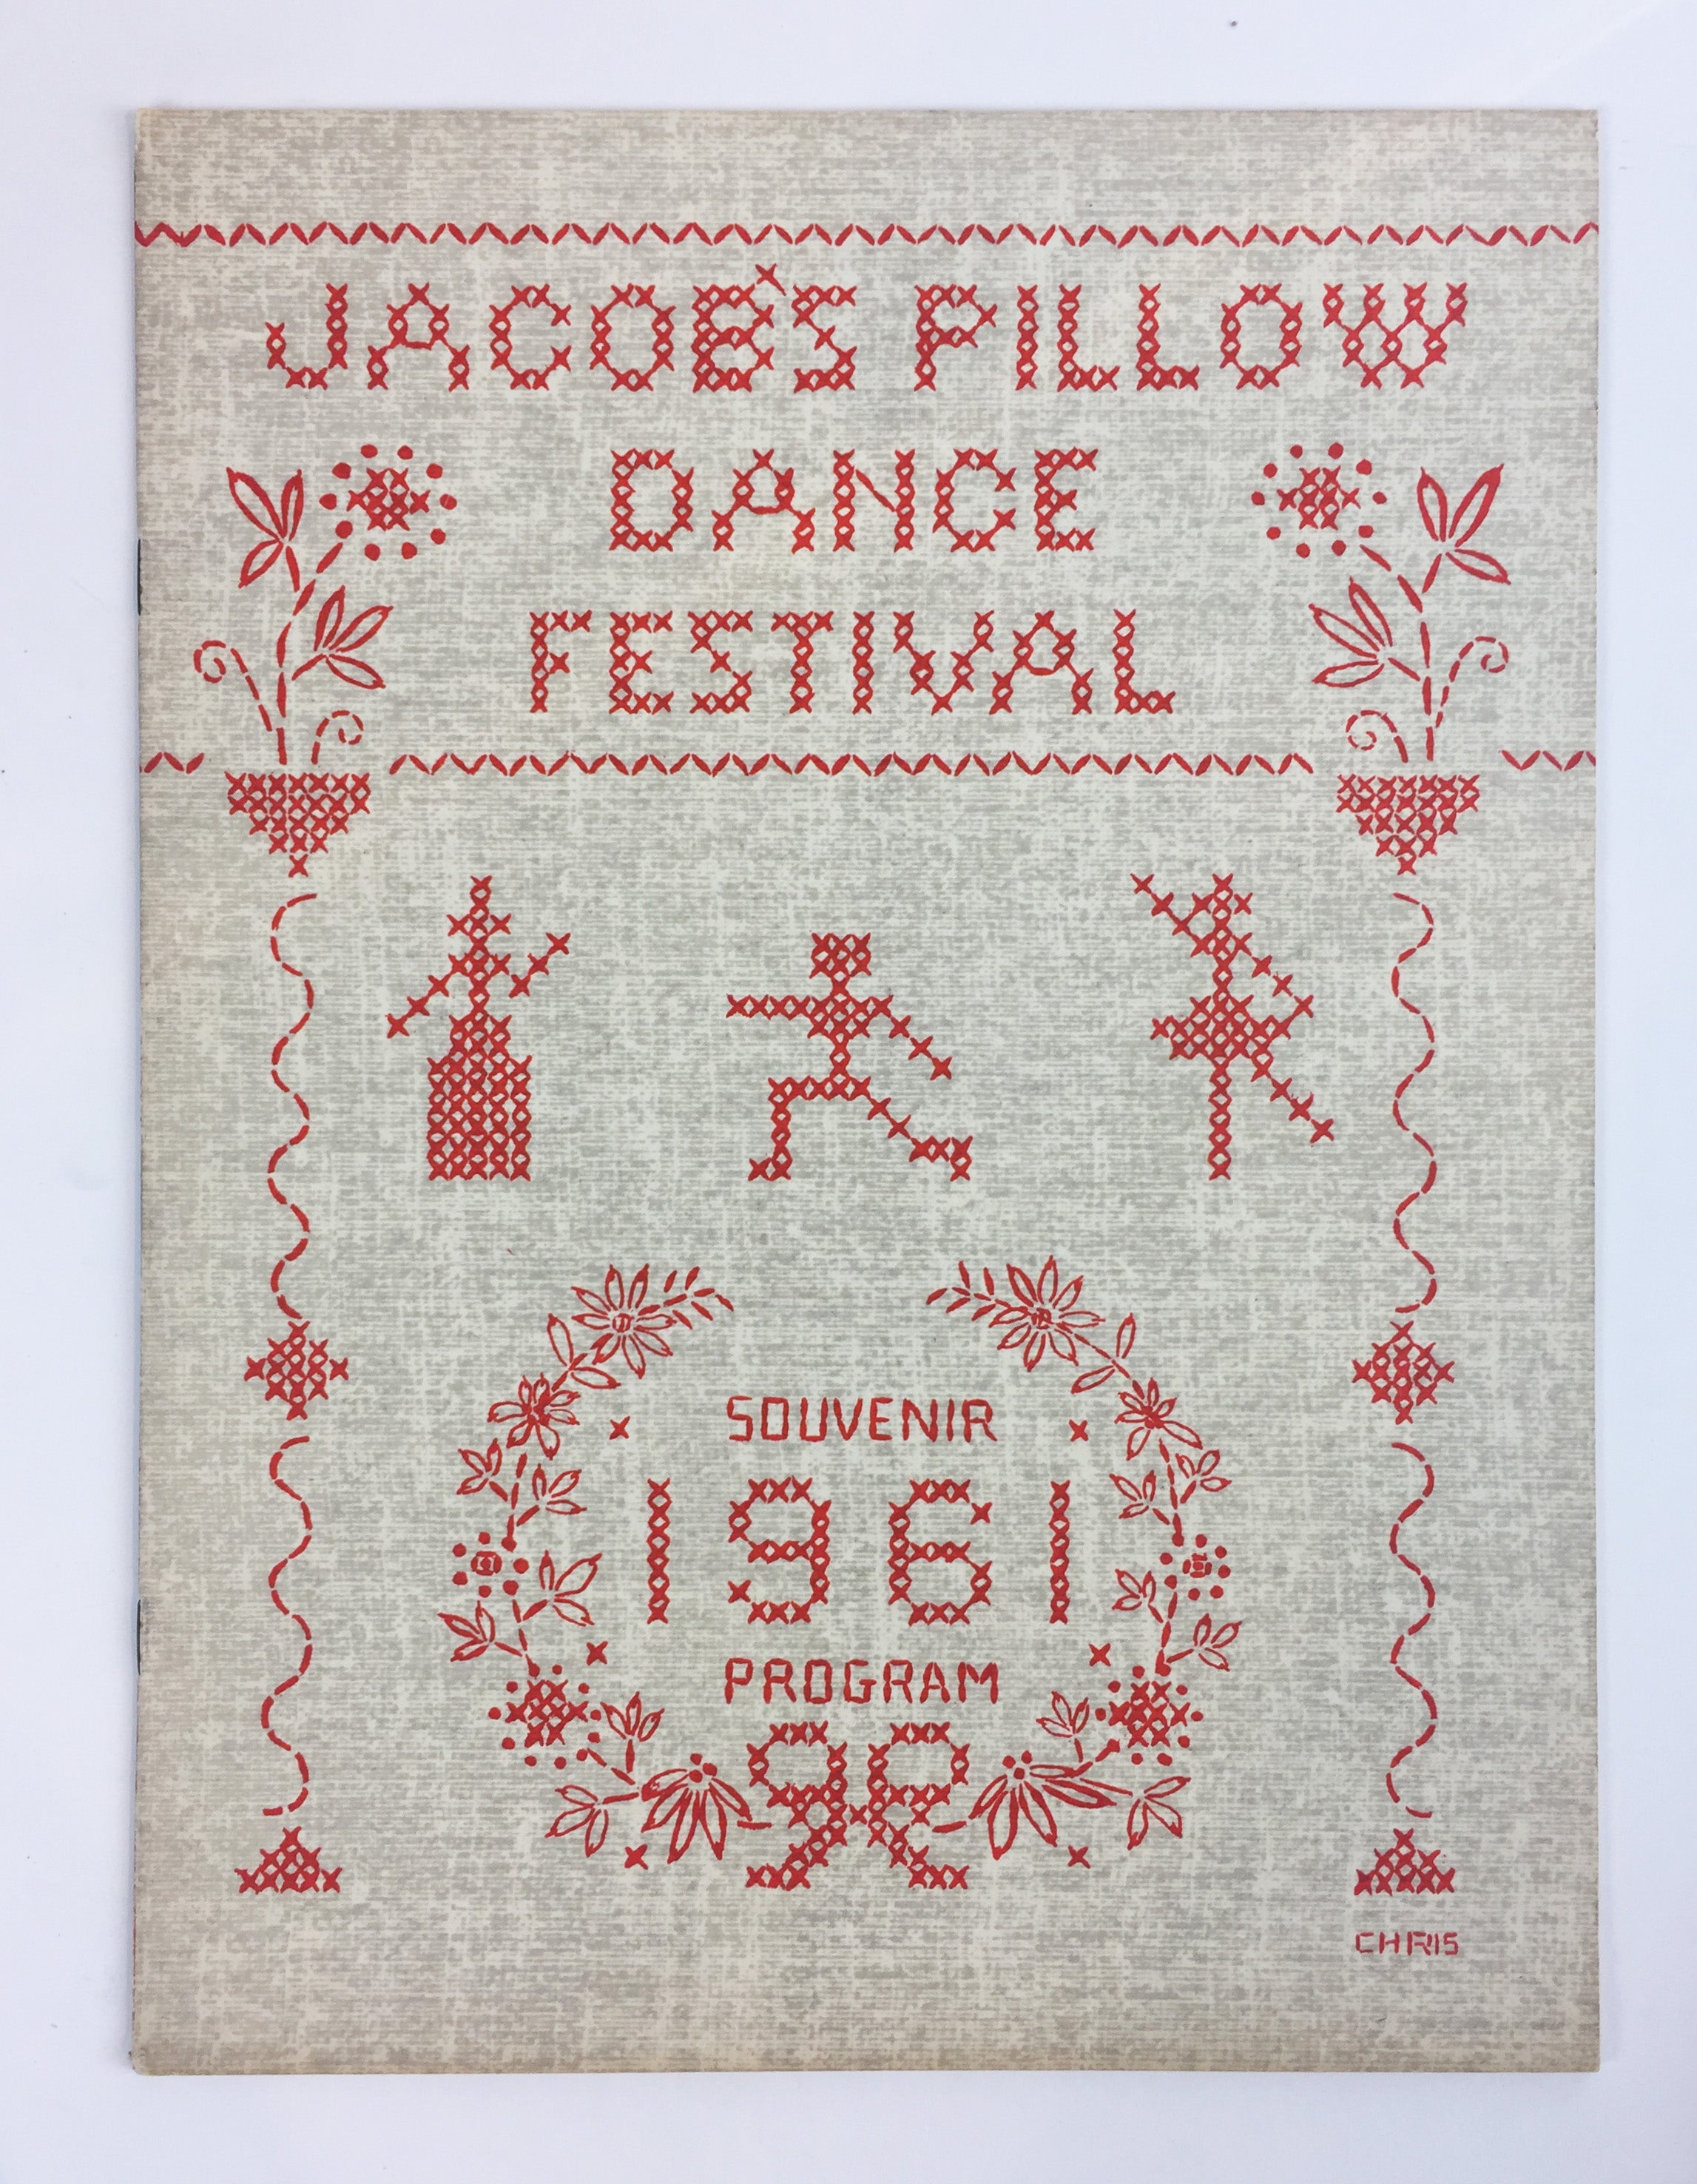 JACOB'S PILLOW
DANCE
FESTIVAL
SOUVENIR
1961
PROGRAM
CHRIS